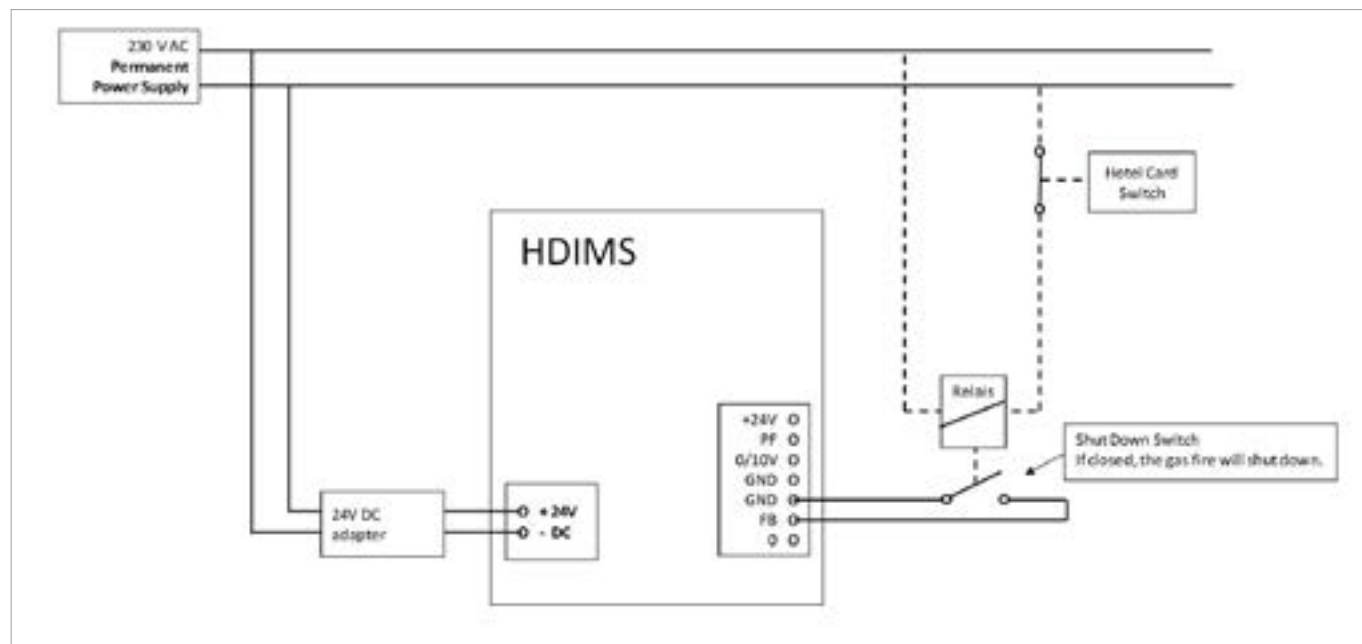 230 V AC
Permanent
Power Supply
Hotel Card
Switch
HDIMS
Relais
+24V
PF
0/10V
GND
GND
FB
0
Shut Down Switch
If closed, the gas fire will shut down.
24V DC
adapter
+ 24V
- DC